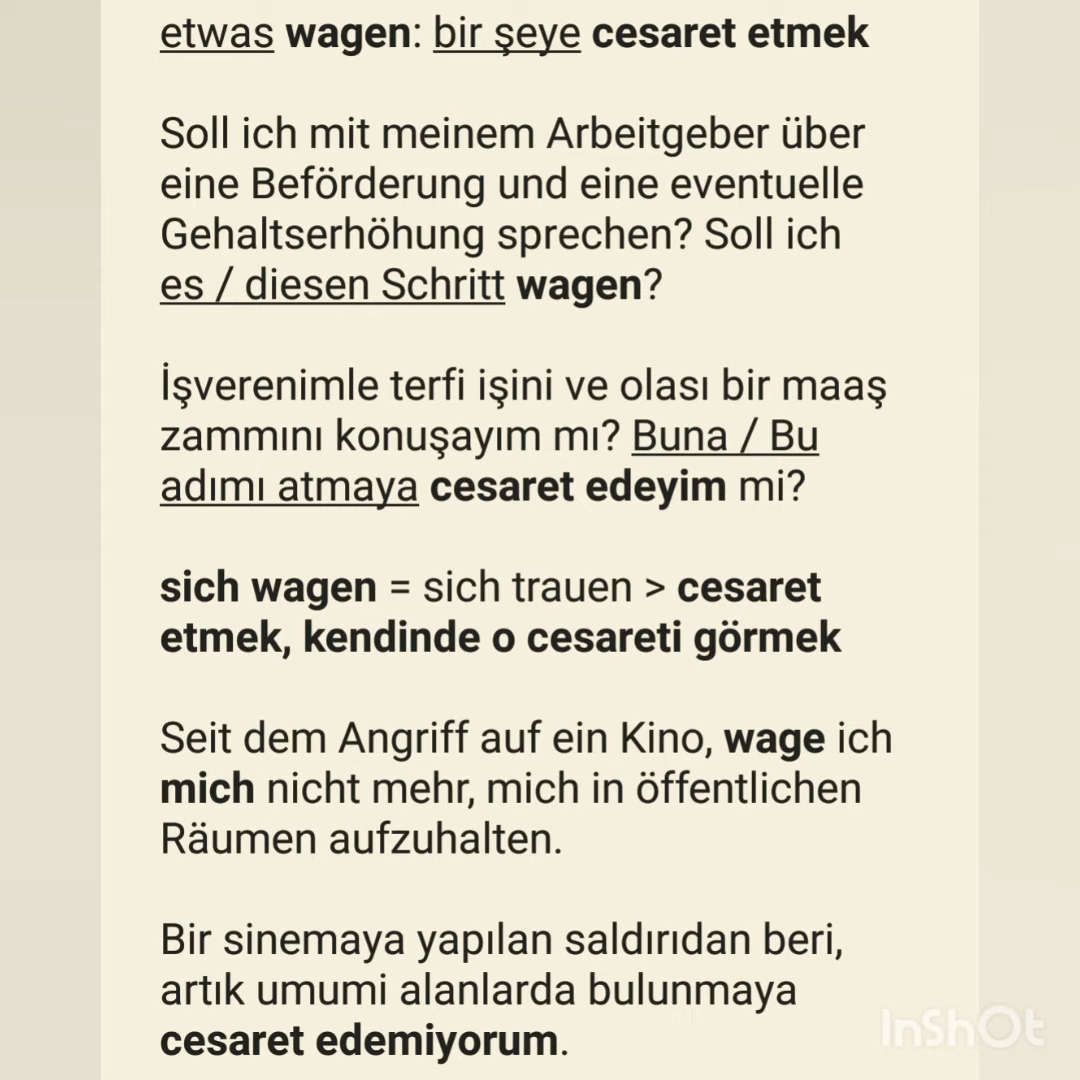 etwas wagen: bir şeye cesaret etmek
Soll ich mit meinem Arbeitgeber über
eine Beförderung und eine eventuelle
Gehaltserhöhung sprechen? Soll ich
es / diesen Schritt wagen?
İşverenimle terfi işini ve olası bir maaş
zammını konuşayım mı? Buna / Bu
adımı atmaya cesaret edeyim mi?
sich wagen = sich trauen > cesaret
etmek, kendinde o cesareti görmek
Seit dem Angriff auf ein Kino, wage ich
mich nicht mehr, mich in öffentlichen
Räumen aufzuhalten.
Bir sinemaya yapılan saldırıdan beri,
artık umumi alanlarda bulunmaya
cesaret edemiyorum.
InShOt